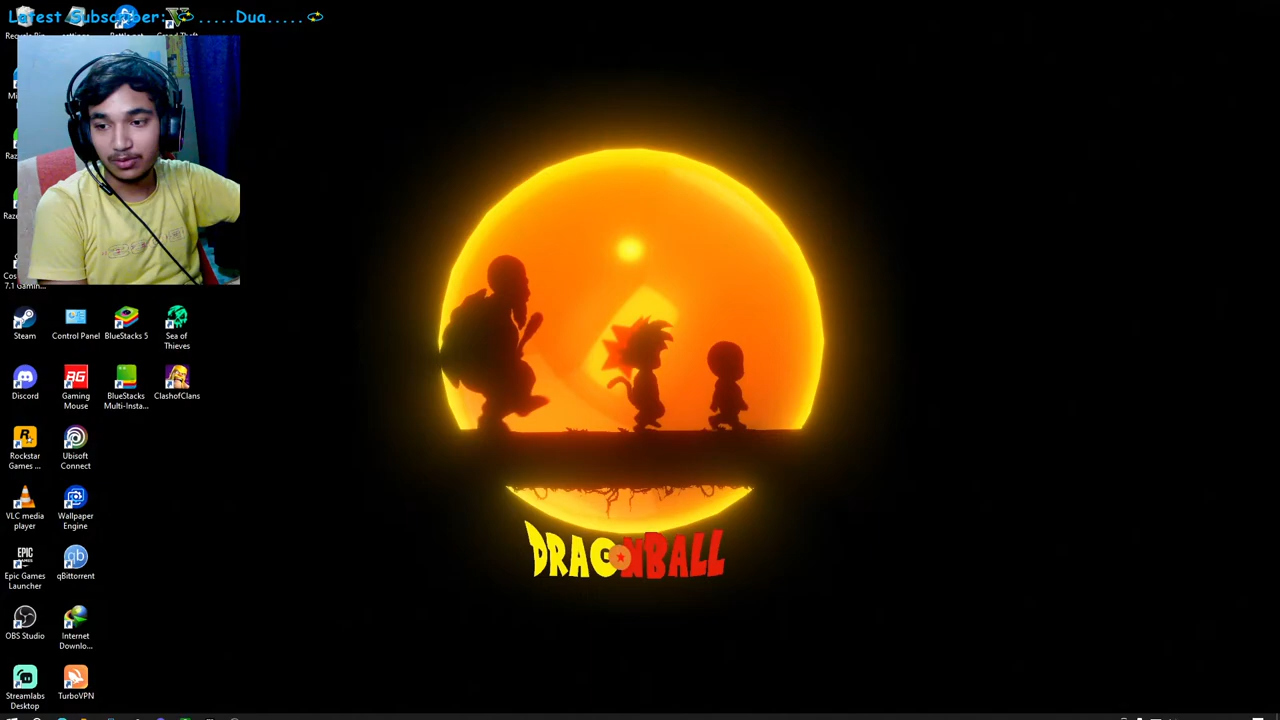 Latest Subscriber: .....Dua.....
Steam
Control Panel
BlueStacks 5
Sea of
Thieves
Discord
Gaming
Mouse
BlueStacks
Multi-Insta...
ClashofClans
Rockstar
Games ...
Ubisoft
Connect
VLC media
player
Wallpaper
Engine
Epic Games
Launcher
qBittorrent
OBS Studio
Internet
Downlo...
Streamlabs
Desktop
TurboVPN
DRAGONBALL